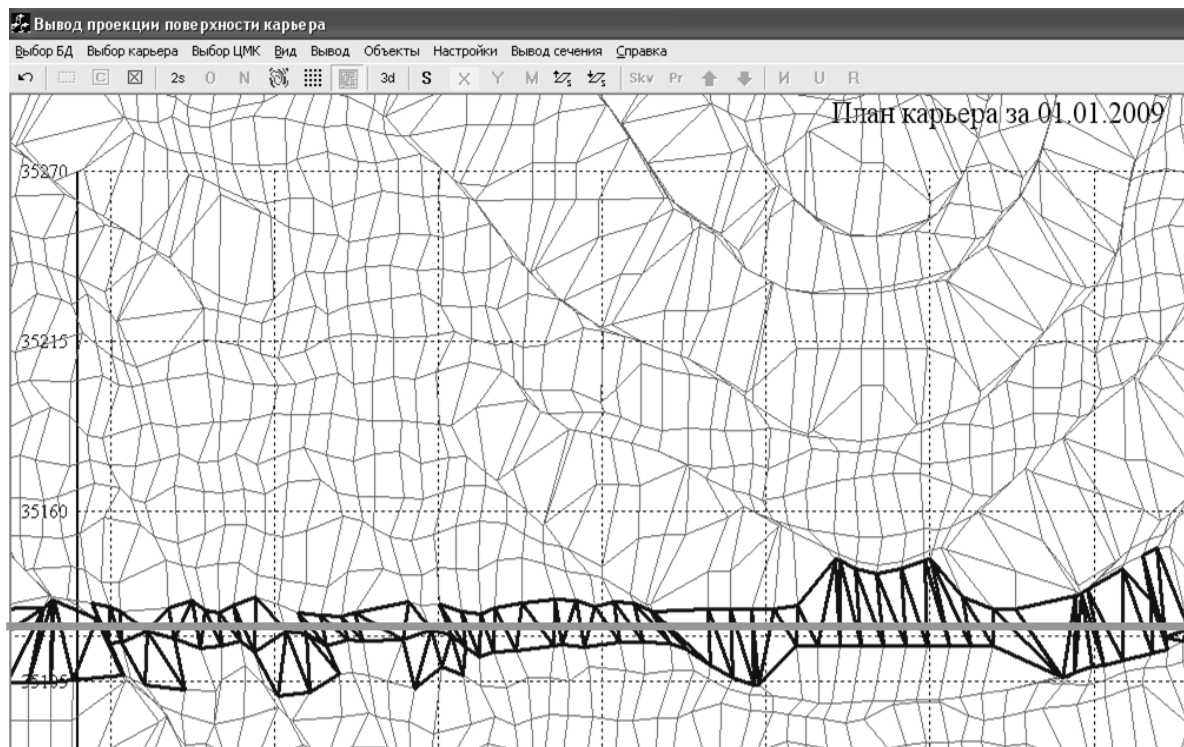 Вывод проекции поверхности карьера
Выбор БД Выбор карьера Выбор ЦМК Вид Вывод Объекты Настройки Вывод сечения Справка
C 2s O N 3d S X Y M Skv Pr И U R
План карьера за 01.01.2009
35270
35215
35160
35105